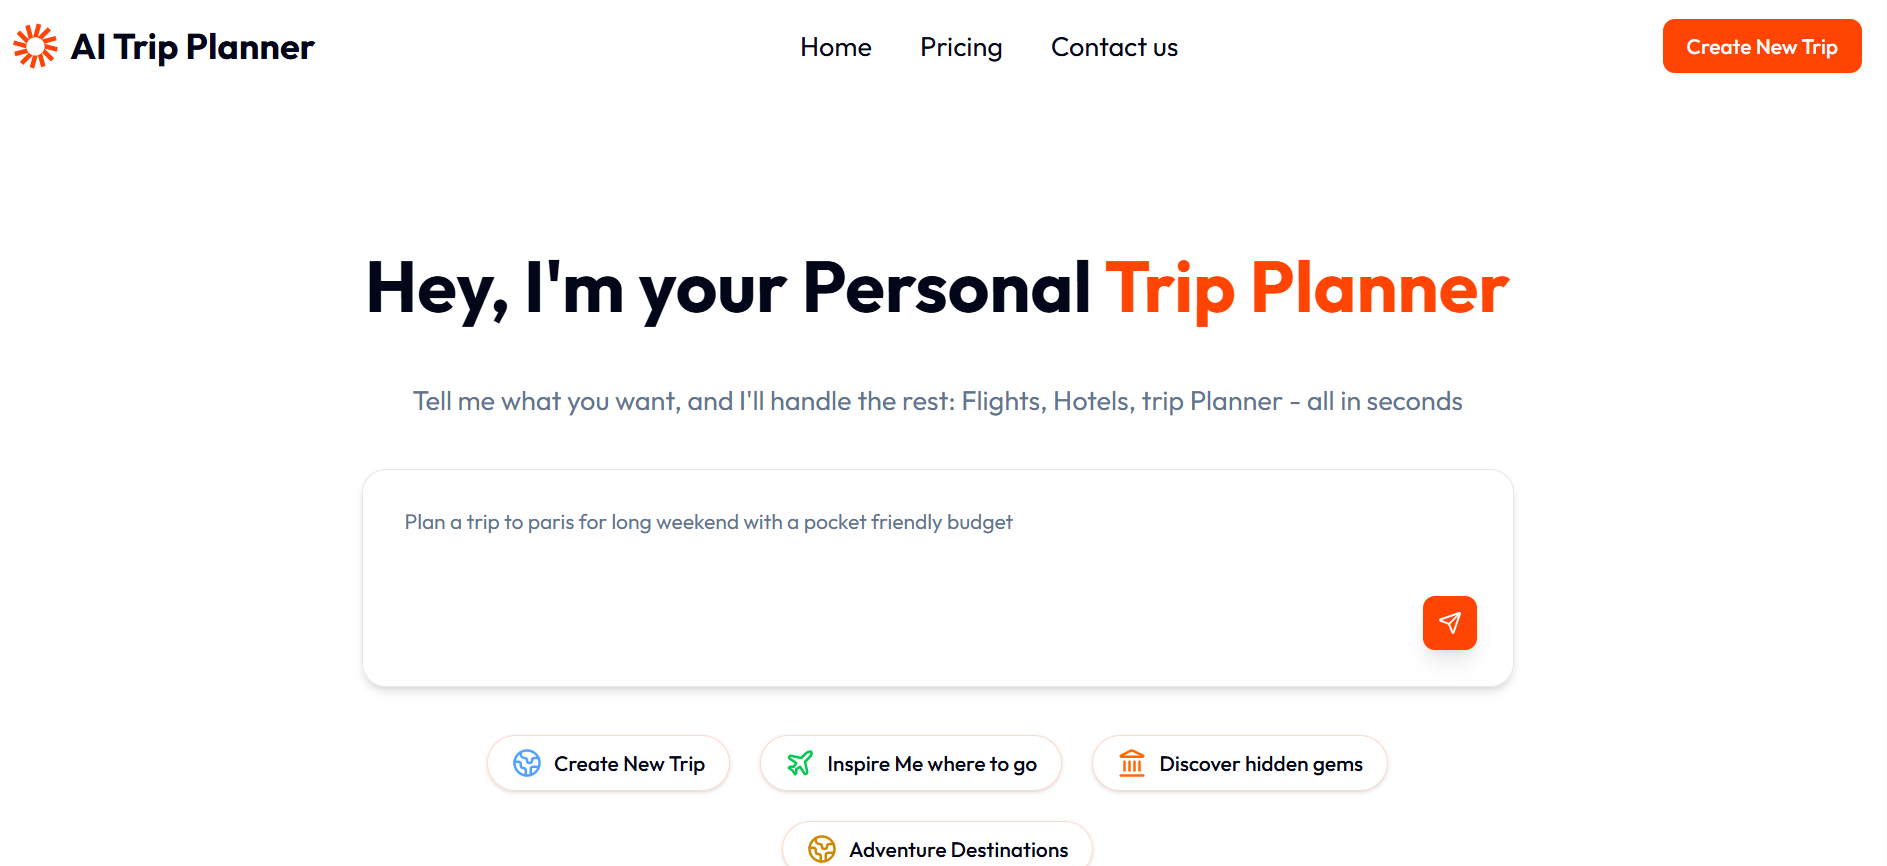 AI Trip Planner
Home Pricing Contact us
Create New Trip
Hey, I'm your Personal Trip Planner
Tell me what you want, and I'll handle the rest: Flights, Hotels, trip Planner - all in seconds
Plan a trip to paris for long weekend with a pocket friendly budget
Create New Trip
Inspire Me where to go
Discover hidden gems
Adventure Destinations